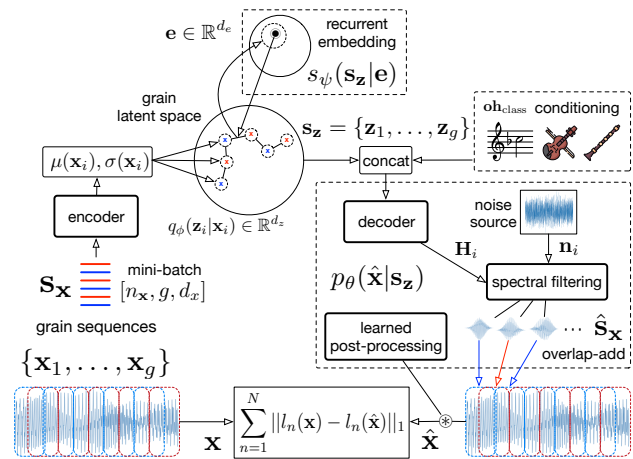 e ∈ ℝ^{d_e}
recurrent
embedding
s_ψ(s_z|e)
grain
latent space
s_z = {z_1, . . . , z_g}
oh_class conditioning
μ(x_i), σ(x_i)
concat
encoder
q_ϕ(z_i|x_i) ∈ ℝ^{d_z}
decoder
noise
source
H_i
n_i
s_x
mini-batch
[n_x, g, d_x]
p_θ(x̂|s_z)
spectral filtering
grain sequences
{x_1, . . . , x_g}
learned
post-processing
··· ŝ_x
overlap-add
x
∑_{n=1}^{N} ||l_n(x) − l_n(x̂)||_1
x̂
⊛
x
x
x
x
x
x